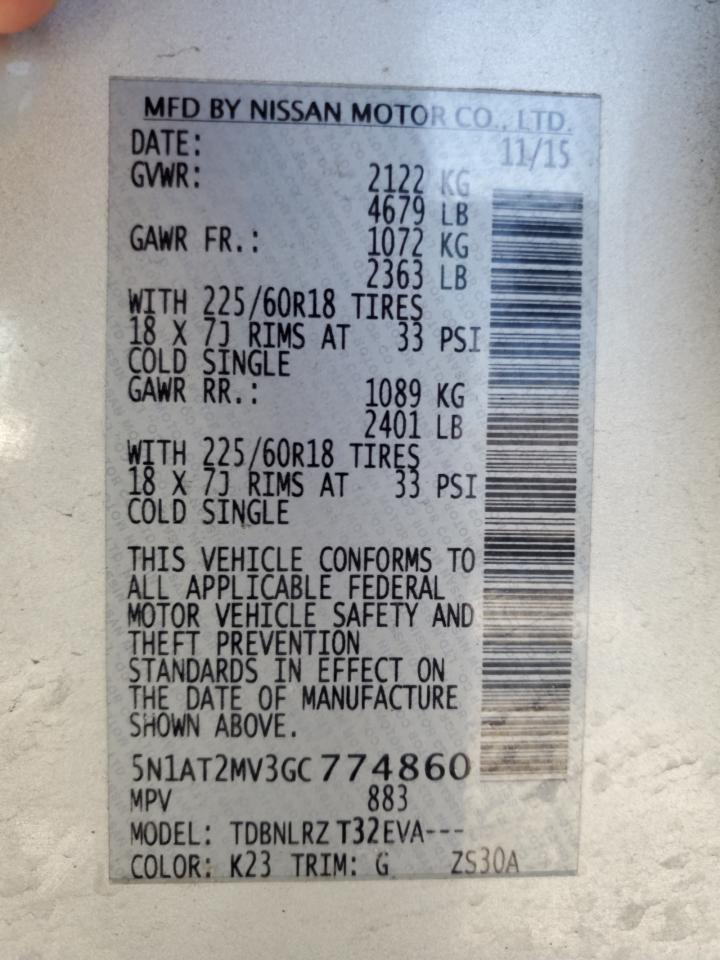 MFD BY NISSAN MOTOR CO., LTD.
DATE: 11/15
GVWR: 2122 KG
4679 LB
GAWR FR.: 1072 KG
2363 LB
WITH 225/60R18 TIRES
18 X 7J RIMS AT 33 PSI
COLD SINGLE
GAWR RR.: 1089 KG
2401 LB
WITH 225/60R18 TIRES
18 X 7J RIMS AT 33 PSI
COLD SINGLE
THIS VEHICLE CONFORMS TO
ALL APPLICABLE FEDERAL
MOTOR VEHICLE SAFETY AND
THEFT PREVENTION
STANDARDS IN EFFECT ON
THE DATE OF MANUFACTURE
SHOWN ABOVE.
5N1AT2MV3GC774860
MPV 883
MODEL: TDBNLRZ T32EVA---
COLOR: K23 TRIM: G ZS30A